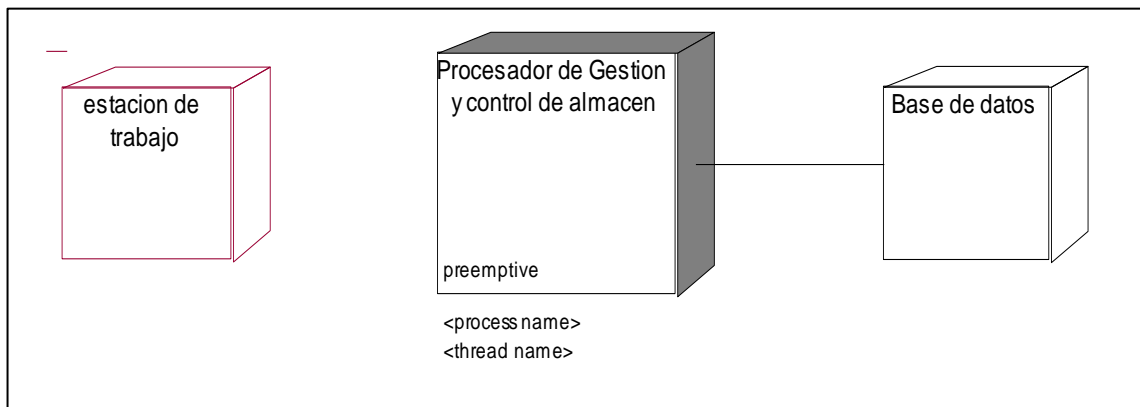 estacion de
trabajo
Procesador de Gestion
y control de almacen
preemptive
<process name>
<thread name>
Base de datos